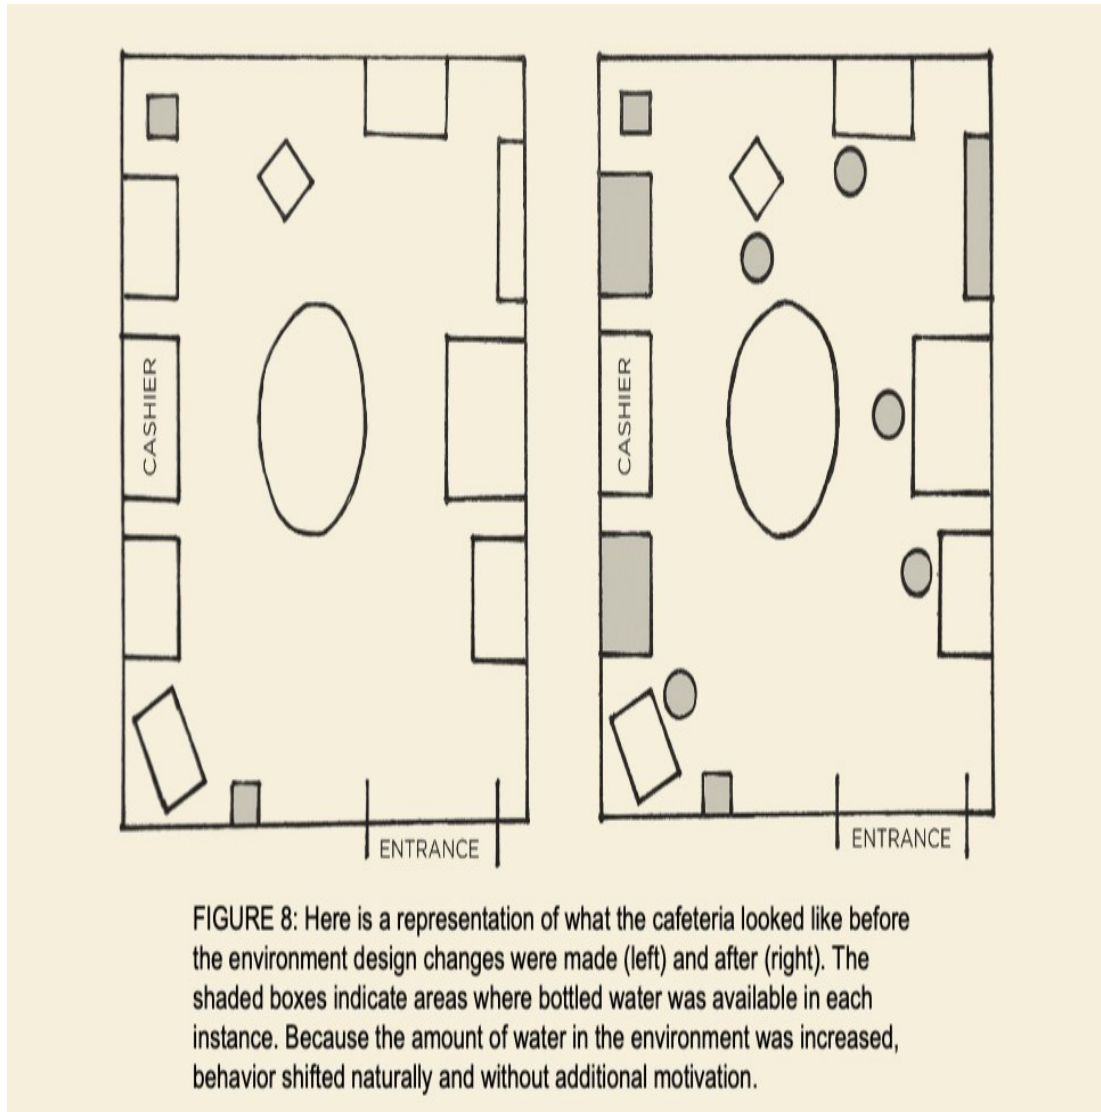 CASHIER
CASHIER
ENTRANCE
ENTRANCE
FIGURE 8: Here is a representation of what the cafeteria looked like before
the environment design changes were made (left) and after (right). The
shaded boxes indicate areas where bottled water was available in each
instance. Because the amount of water in the environment was increased,
behavior shifted naturally and without additional motivation.